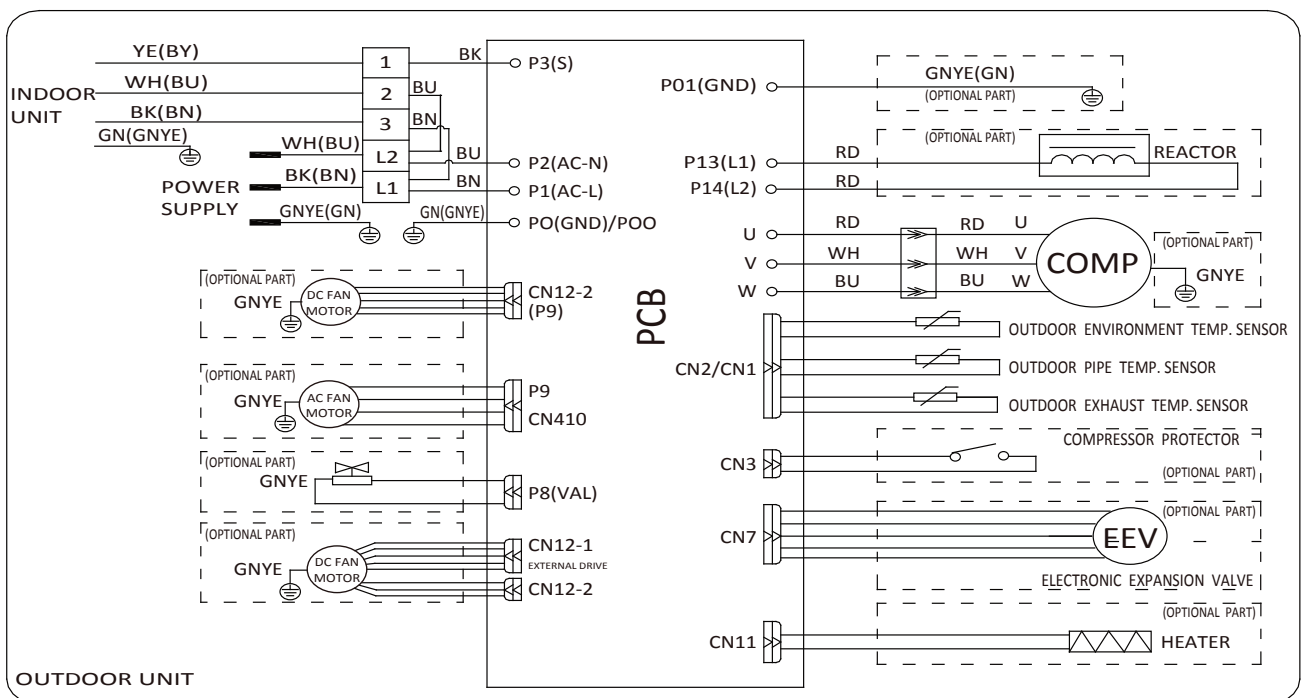 YE(BY)
1
BK
P3(S)
INDOOR
UNIT
WH(BU)
2
BU
BK(BN)
3
BN
GN(GNYE)
WH(BU)
L2
BU
P2(AC-N)
POWER
SUPPLY
BK(BN)
L1
BN
P1(AC-L)
GNYE(GN)
GN(GNYE)
PO(GND)/POO
(OPTIONAL PART)
GNYE
DC FAN
MOTOR
CN12-2
(P9)
(OPTIONAL PART)
GNYE
AC FAN
MOTOR
P9
CN410
(OPTIONAL PART)
GNYE
P8(VAL)
(OPTIONAL PART)
GNYE
DC FAN
MOTOR
CN12-1
EXTERNAL DRIVE
CN12-2
OUTDOOR UNIT
PCB
P01(GND)
GNYE(GN)
(OPTIONAL PART)
(OPTIONAL PART)
P13(L1)
RD
REACTOR
P14(L2)
RD
U
RD
RD
U
V
WH
WH
V
W
BU
BU
W
COMP
(OPTIONAL PART)
GNYE
CN2/CN1
OUTDOOR ENVIRONMENT TEMP. SENSOR
OUTDOOR PIPE TEMP. SENSOR
OUTDOOR EXHAUST TEMP. SENSOR
CN3
COMPRESSOR PROTECTOR
(OPTIONAL PART)
CN7
(OPTIONAL PART)
EEV
ELECTRONIC EXPANSION VALVE
CN11
(OPTIONAL PART)
HEATER